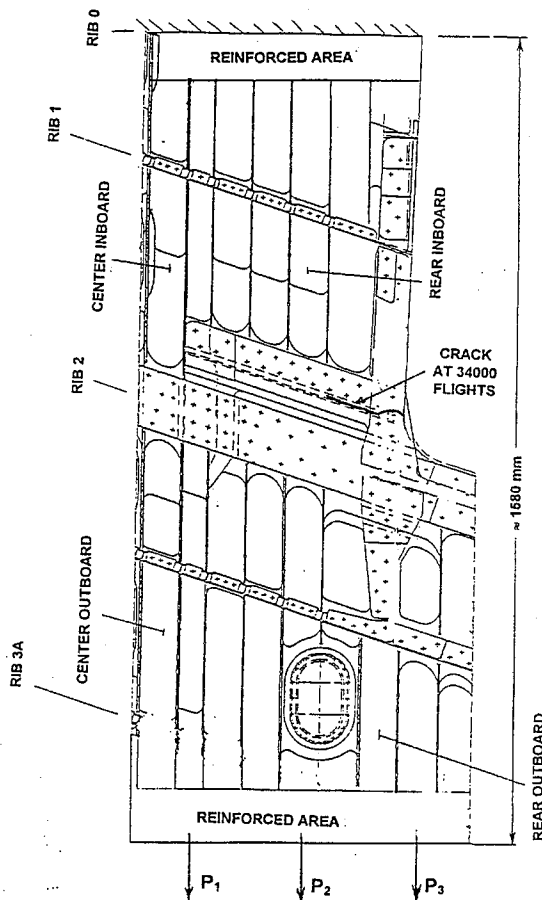 RIB 0
REINFORCED AREA
RIB 1
CENTER INBOARD
REAR INBOARD
RIB 2
CRACK
AT 34000
FLIGHTS
≈ 1580 mm
CENTER OUTBOARD
RIB 3A
REAR OUTBOARD
REINFORCED AREA
P₁
P₂
P₃